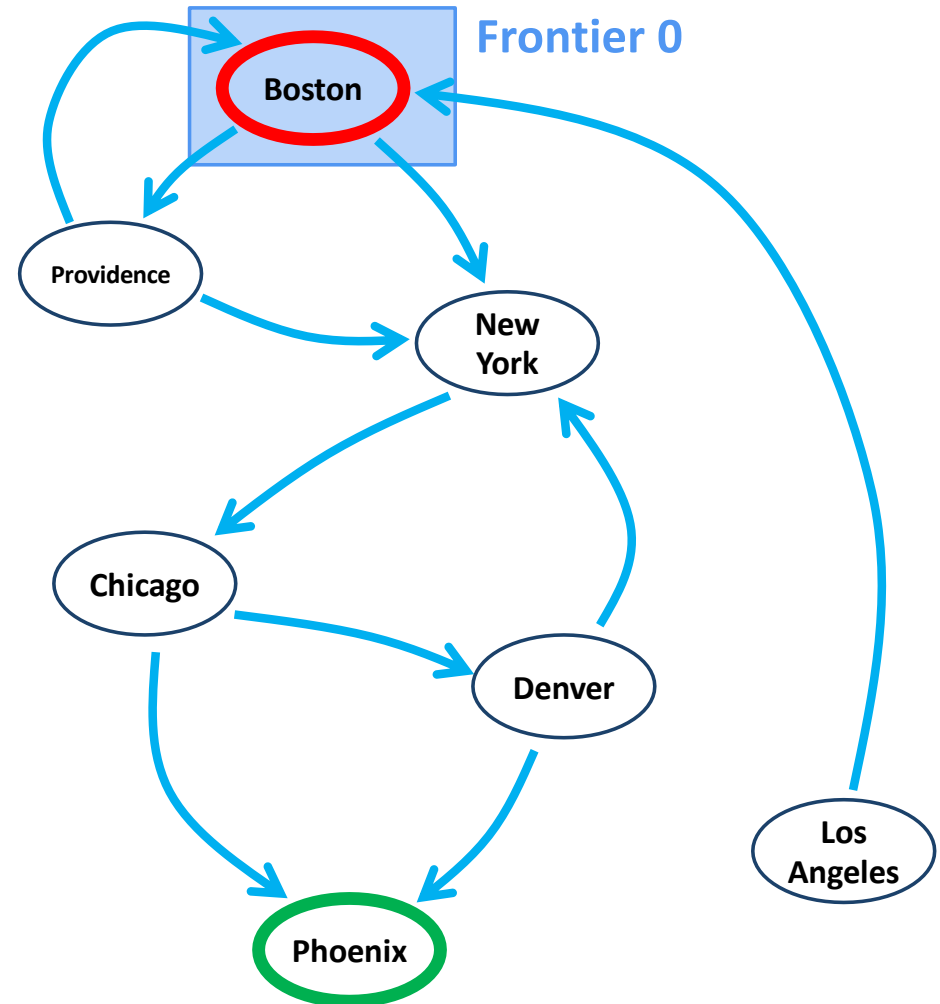 Frontier 0
Boston
Providence
New
York
Chicago
Denver
Los
Angeles
Phoenix